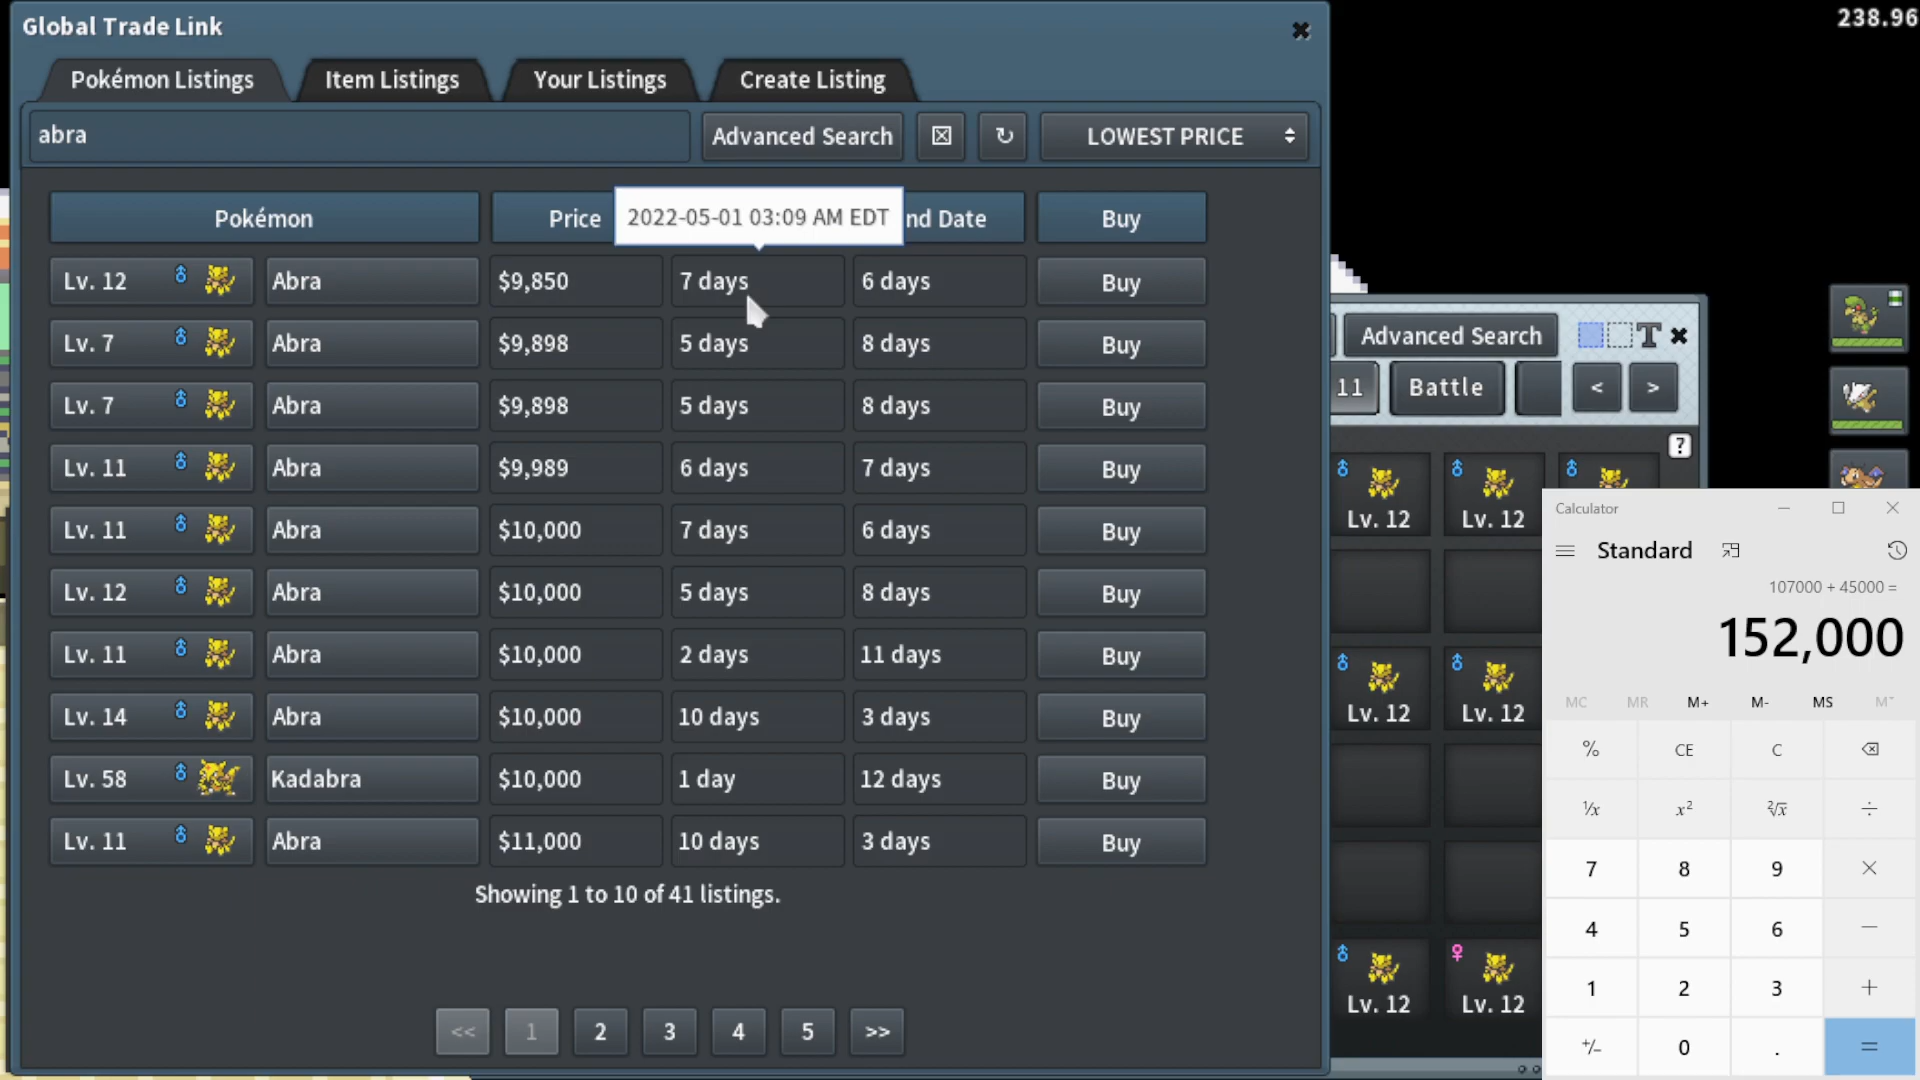 Global Trade Link
238.96
Pokémon Listings
Item Listings
Your Listings
Create Listing
abra
Advanced Search
LOWEST PRICE
Pokémon
Price
2022-05-01 03:09 AM EDT
nd Date
Buy
Lv. 12 Abra $9,850 7 days 6 days Buy
Lv. 7 Abra $9,898 5 days 8 days Buy
Lv. 7 Abra $9,898 5 days 8 days Buy
Lv. 11 Abra $9,989 6 days 7 days Buy
Lv. 11 Abra $10,000 7 days 6 days Buy
Lv. 12 Abra $10,000 5 days 8 days Buy
Lv. 11 Abra $10,000 2 days 11 days Buy
Lv. 14 Abra $10,000 10 days 3 days Buy
Lv. 58 Kadabra $10,000 1 day 12 days Buy
Lv. 11 Abra $11,000 10 days 3 days Buy
Showing 1 to 10 of 41 listings.
<< 1 2 3 4 5 >>
Advanced Search T
11 Battle < >
?
Lv. 12 Lv. 12
Lv. 12 Lv. 12
Lv. 12 Lv. 12
Calculator
Standard
107000 + 45000 =
152,000
MC MR M+ M- MS M˅
% CE C
¹/x x² ²√x ÷
7 8 9 ×
4 5 6 −
1 2 3 +
+/− 0 . =